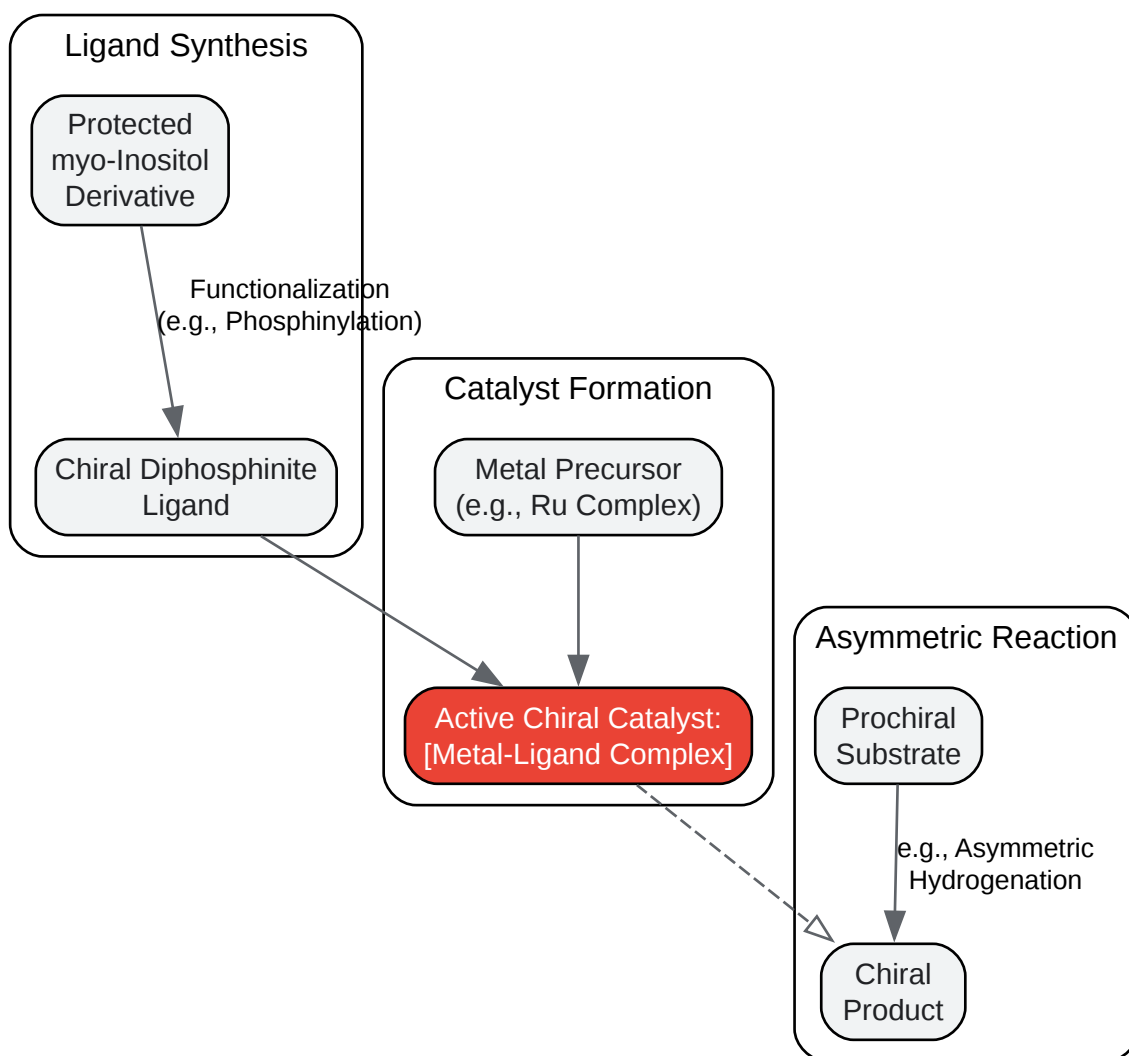 Ligand Synthesis
Protected
myo-Inositol
Derivative
Functionalization
(e.g., Phosphinylation)
Chiral Diphosphinite
Ligand
Catalyst Formation
Metal Precursor
(e.g., Ru Complex)
Active Chiral Catalyst:
[Metal-Ligand Complex]
Asymmetric Reaction
Prochiral
Substrate
e.g., Asymmetric
Hydrogenation
Chiral
Product